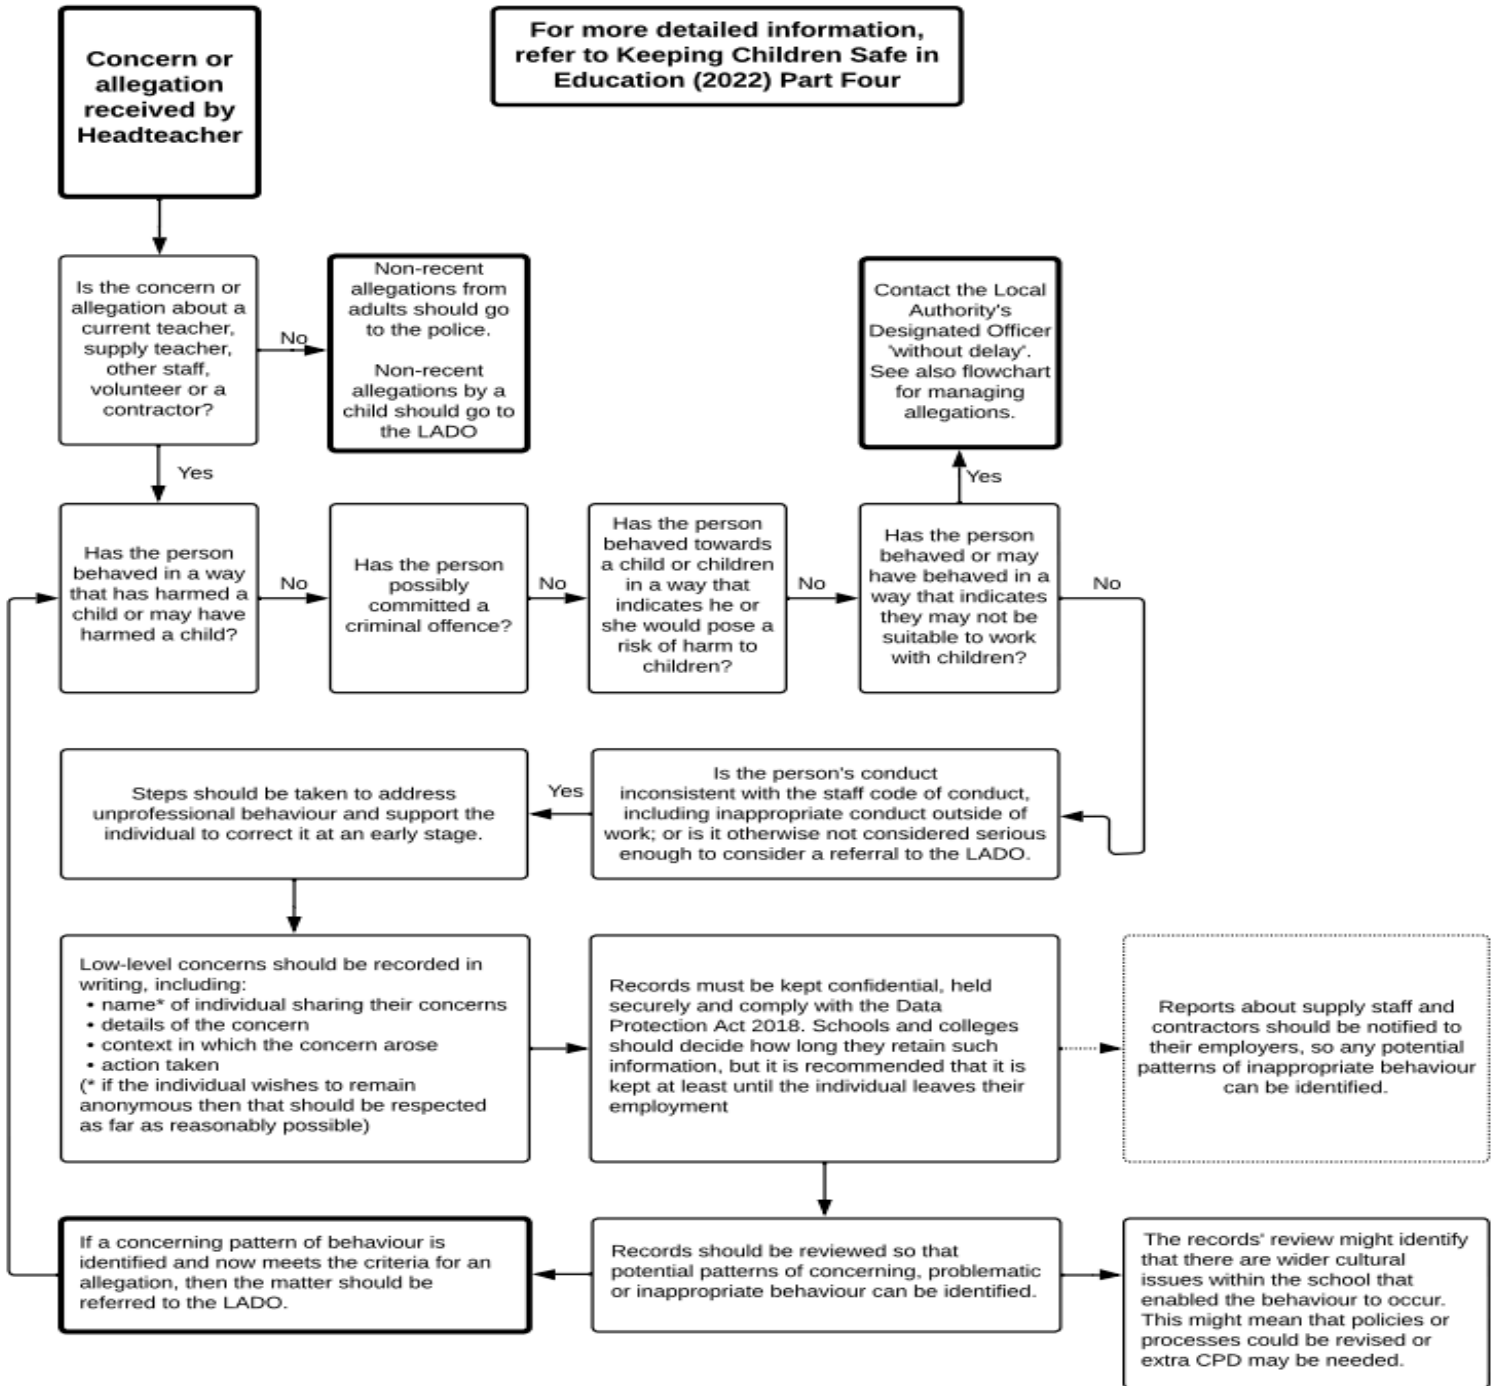 Concern or
allegation
received by
Headteacher
For more detailed information,
refer to Keeping Children Safe in
Education (2022) Part Four
Is the concern or
allegation about a
current teacher,
supply teacher,
other staff,
volunteer or a
contractor?
No
Non-recent
allegations from
adults should go
to the police.
Non-recent
allegations by a
child should go to
the LADO
Contact the Local
Authority's
Designated Officer
'without delay'.
See also flowchart
for managing
allegations.
Yes
Yes
Has the person
behaved in a way
that has harmed a
child or may have
harmed a child?
No
Has the person
possibly
committed a
criminal offence?
No
Has the person
behaved towards
a child or children
in a way that
indicates he or
she would pose a
risk of harm to
children?
No
Has the person
behaved or may
have behaved in a
way that indicates
they may not be
suitable to work
with children?
No
Steps should be taken to address
unprofessional behaviour and support the
individual to correct it at an early stage.
Yes
Is the person's conduct
inconsistent with the staff code of conduct,
including inappropriate conduct outside of
work; or is it otherwise not considered serious
enough to consider a referral to the LADO.
Low-level concerns should be recorded in
writing, including:
• name* of individual sharing their concerns
• details of the concern
• context in which the concern arose
• action taken
(* if the individual wishes to remain
anonymous then that should be respected
as far as reasonably possible)
Records must be kept confidential, held
securely and comply with the Data
Protection Act 2018. Schools and colleges
should decide how long they retain such
information, but it is recommended that it is
kept at least until the individual leaves their
employment
Reports about supply staff and
contractors should be notified to
their employers, so any potential
patterns of inappropriate behaviour
can be identified.
If a concerning pattern of behaviour is
identified and now meets the criteria for an
allegation, then the matter should be
referred to the LADO.
Records should be reviewed so that
potential patterns of concerning, problematic
or inappropriate behaviour can be identified.
The records' review might identify
that there are wider cultural
issues within the school that
enabled the behaviour to occur.
This might mean that policies or
processes could be revised or
extra CPD may be needed.